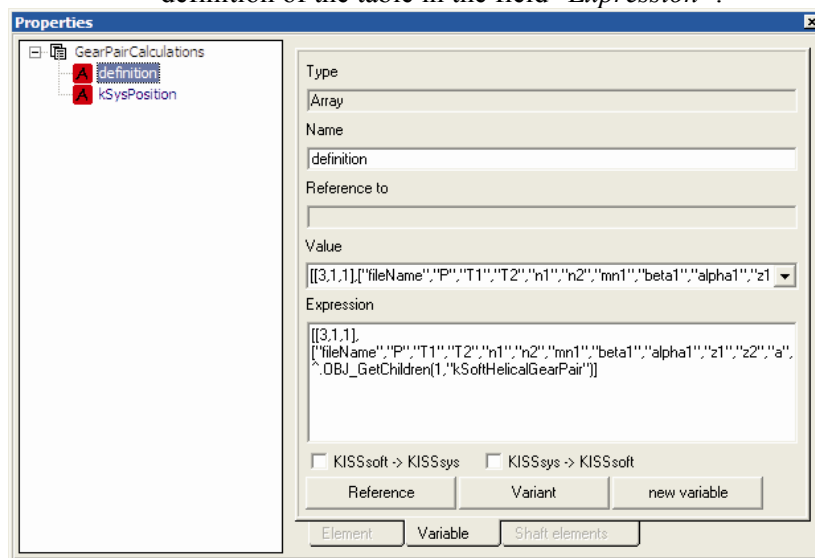 definition of the table in the field "Expression".
Properties
GearPairCalculations
definition
kSysPosition
Type
Array
Name
definition
Reference to
Value
[[3,1,1],["fileName","P","T1","T2","n1","n2","mn1","beta1","alpha1","z1
Expression
[[3,1,1],
["fileName","P","T1","T2","n1","n2","mn1","beta1","alpha1","z1","z2","a",
^.OBJ_GetChildren(1,"kSoftHelicalGearPair")]
KISSsoft -> KISSsys
KISSsys -> KISSsoft
Reference
Variant
new variable
Element
Variable
Shaft elements